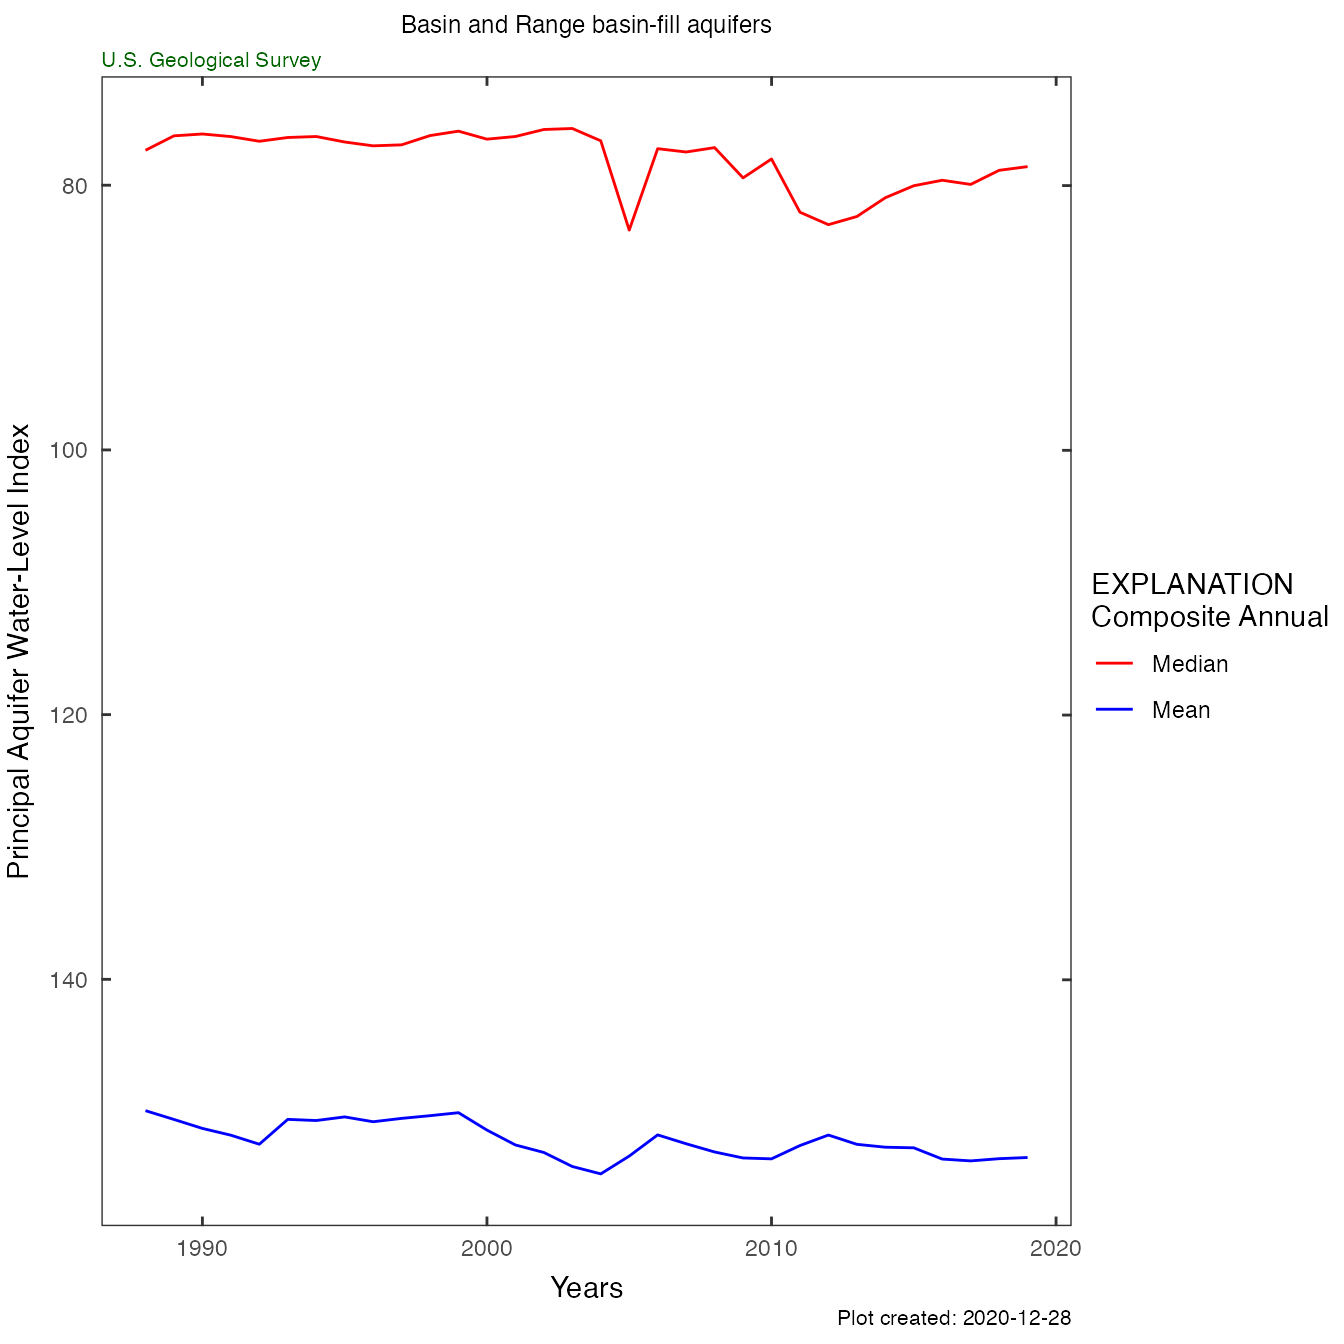 Basin and Range basin-fill aquifers
U.S. Geological Survey
Principal Aquifer Water-Level Index
80
100
120
140
1990
2000
2010
2020
Years
EXPLANATION
Composite Annual
Median
Mean
Plot created: 2020-12-28